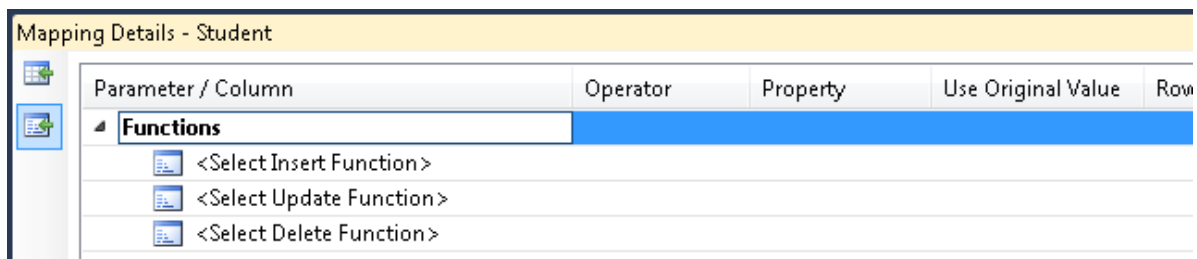 Mapping Details - Student
Parameter / Column Operator Property Use Original Value Row
Functions
<Select Insert Function>
<Select Update Function>
<Select Delete Function>